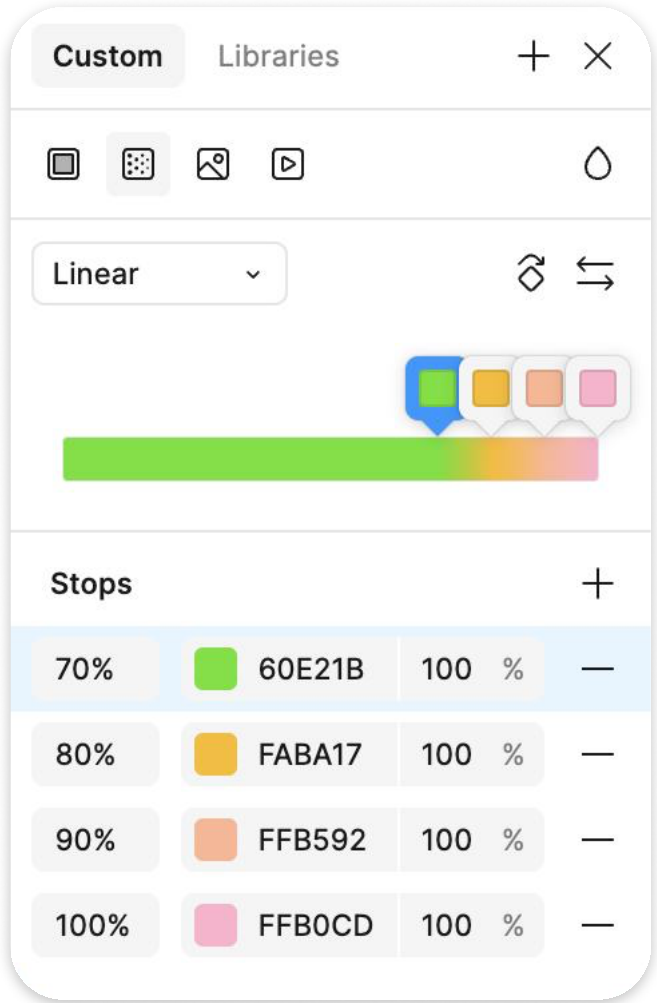 Custom Libraries
Linear
Stops
70% 60E21B 100 %
80% FABA17 100 %
90% FFB592 100 %
100% FFB0CD 100 %